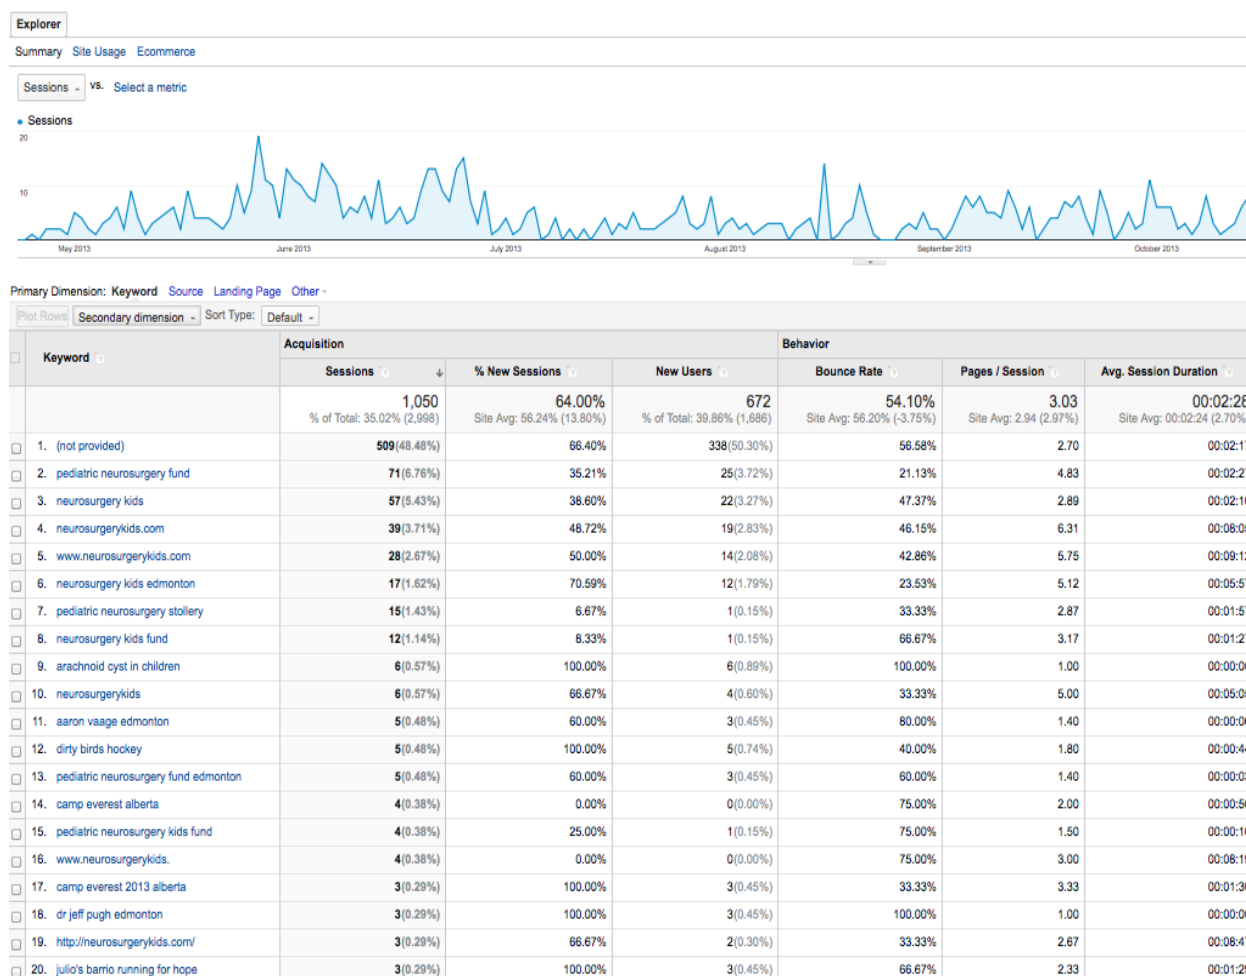 Explorer
Summary Site Usage Ecommerce
Sessions vs. Select a metric
Sessions
20
10
May 2013 June 2013 July 2013 August 2013 September 2013 October 2013
Primary Dimension: Keyword Source Landing Page Other
Plot Rows Secondary dimension Sort Type: Default
Acquisition Behavior
Keyword
Sessions % New Sessions New Users Bounce Rate Pages / Session Avg. Session Duration
1,050 64.00% 672 54.10% 3.03 00:02:28
% of Total: 35.02% (2,998) Site Avg: 56.24% (13.80%) % of Total: 39.86% (1,686) Site Avg: 56.20% (-3.75%) Site Avg: 2.94 (2.97%) Site Avg: 00:02:24 (2.70%
1. (not provided) 509(48.48%) 66.40% 338(50.30%) 56.58% 2.70
2. pediatric neurosurgery fund 71(6.76%) 35.21% 25(3.72%) 21.13% 4.83
3. neurosurgery kids 57(5.43%) 38.60% 22(3.27%) 47.37% 2.89
4. neurosurgerykids.com 39(3.71%) 48.72% 19(2.83%) 46.15% 6.31
5. www.neurosurgerykids.com 28(2.67%) 50.00% 14(2.08%) 42.86% 5.75
6. neurosurgery kids edmonton 17(1.62%) 70.59% 12(1.79%) 23.53% 5.12
7. pediatric neurosurgery stollery 15(1.43%) 6.67% 1(0.15%) 33.33% 2.87
8. neurosurgery kids fund 12(1.14%) 8.33% 1(0.15%) 66.67% 3.17
9. arachnoid cyst in children 6(0.57%) 100.00% 6(0.89%) 100.00% 1.00
10. neurosurgerykids 6(0.57%) 66.67% 4(0.60%) 33.33% 5.00
11. aaron vaage edmonton 5(0.48%) 60.00% 3(0.45%) 80.00% 1.40
12. dirty birds hockey 5(0.48%) 100.00% 5(0.74%) 40.00% 1.80
13. pediatric neurosurgery fund edmonton 5(0.48%) 60.00% 3(0.45%) 60.00% 1.40
14. camp everest alberta 4(0.38%) 0.00% 0(0.00%) 75.00% 2.00
15. pediatric neurosurgery kids fund 4(0.38%) 25.00% 1(0.15%) 75.00% 1.50
16. www.neurosurgerykids. 4(0.38%) 0.00% 0(0.00%) 75.00% 3.00
17. camp everest 2013 alberta 3(0.29%) 100.00% 3(0.45%) 33.33% 3.33
18. dr jeff pugh edmonton 3(0.29%) 100.00% 3(0.45%) 100.00% 1.00
19. http://neurosurgerykids.com/ 3(0.29%) 66.67% 2(0.30%) 33.33% 2.67
20. julio's barrio running for hope 3(0.29%) 100.00% 3(0.45%) 66.67% 2.33